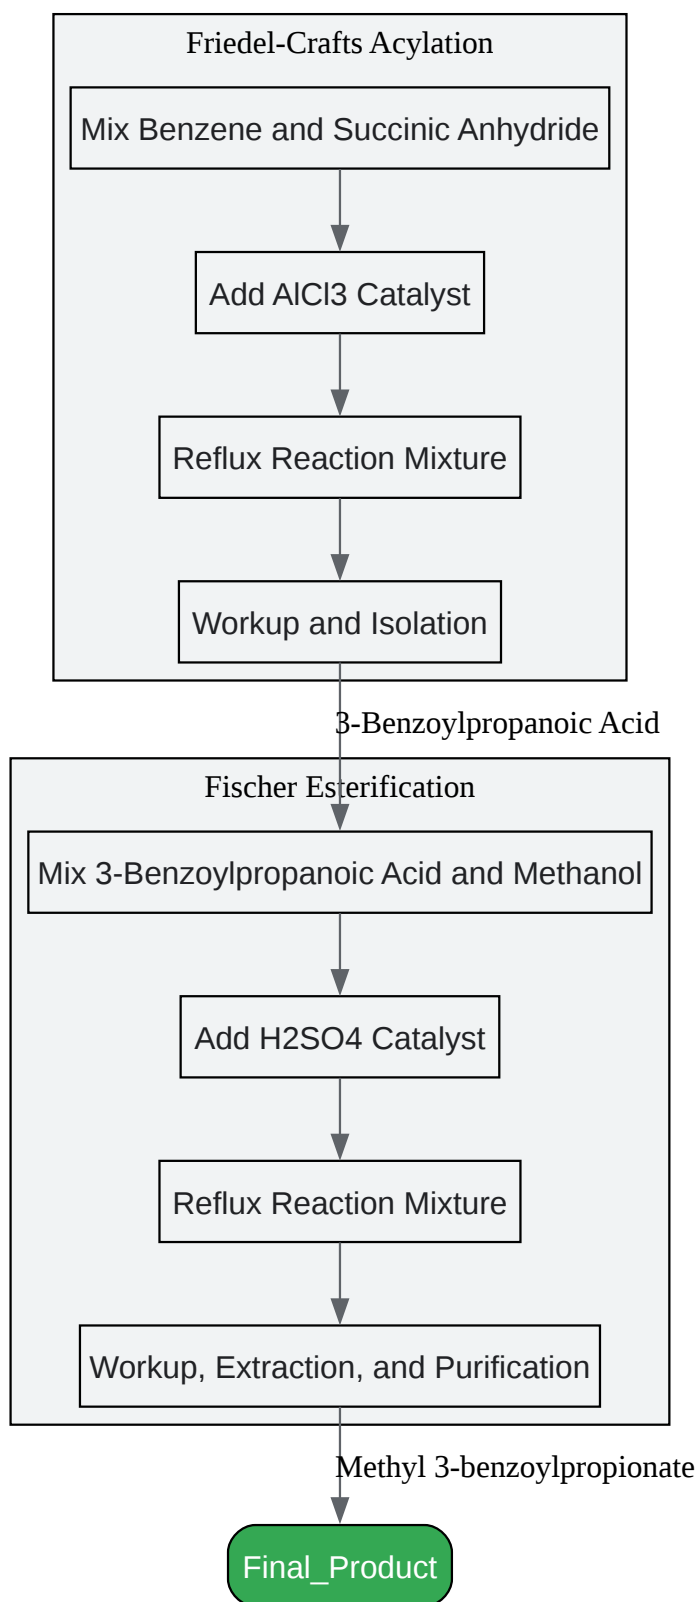 Friedel-Crafts Acylation
Mix Benzene and Succinic Anhydride
Add AlCl3 Catalyst
Reflux Reaction Mixture
Workup and Isolation
3-Benzoylpropanoic Acid
Fischer Esterification
Mix 3-Benzoylpropanoic Acid and Methanol
Add H2SO4 Catalyst
Reflux Reaction Mixture
Workup, Extraction, and Purification
Methyl 3-benzoylpropionate
Final_Product